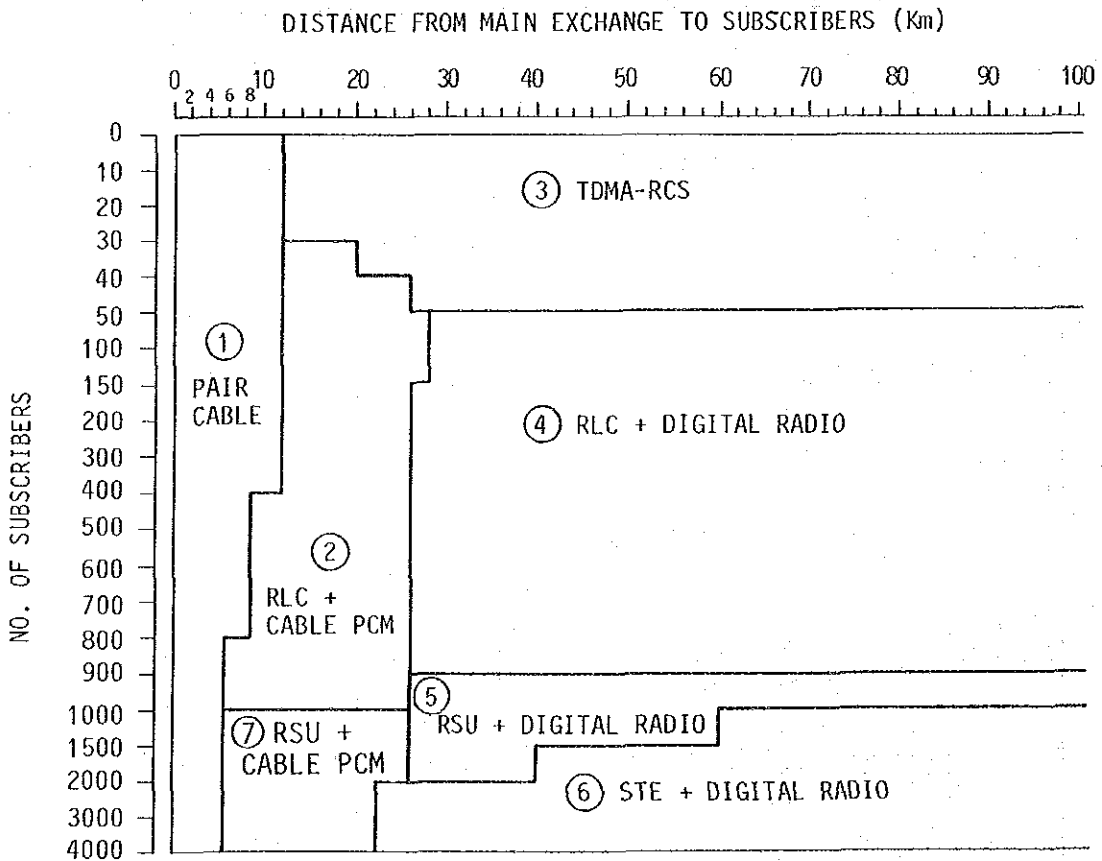 DISTANCE FROM MAIN EXCHANGE TO SUBSCRIBERS (Km)
0 2 4 6 8 10 20 30 40 50 60 70 80 90 100
NO. OF SUBSCRIBERS
0
10
20
30
40
50
100
150
200
300
400
500
600
700
800
900
1000
1500
2000
3000
4000
① PAIR
CABLE
② RLC +
CABLE PCM
③ TDMA-RCS
④ RLC + DIGITAL RADIO
⑤ RSU + DIGITAL RADIO
⑥ STE + DIGITAL RADIO
⑦ RSU +
CABLE PCM